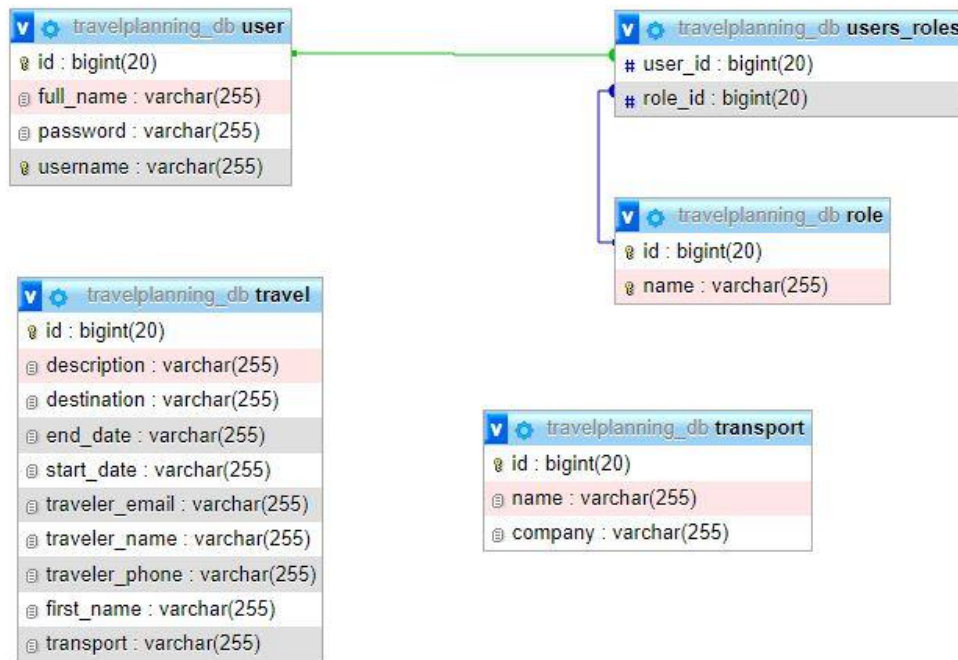 v travelplanning_db user
id : bigint(20)
full_name : varchar(255)
password : varchar(255)
username : varchar(255)
v travelplanning_db users_roles
# user_id : bigint(20)
# role_id : bigint(20)
v travelplanning_db role
id : bigint(20)
name : varchar(255)
v travelplanning_db travel
id : bigint(20)
description : varchar(255)
destination : varchar(255)
end_date : varchar(255)
start_date : varchar(255)
traveler_email : varchar(255)
traveler_name : varchar(255)
traveler_phone : varchar(255)
first_name : varchar(255)
transport : varchar(255)
v travelplanning_db transport
id : bigint(20)
name : varchar(255)
company : varchar(255)